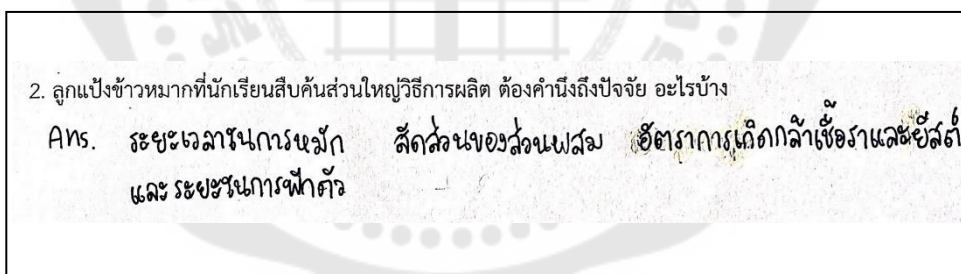 2. ลูกแป้งข้าวหมากที่นักเรียนสืบค้นส่วนใหญ่วิธีการผลิต ต้องคำนึงถึงปัจจัย อะไรบ้าง
Ans. ระยะเวลาในการหมัก สัดส่วนของส่วนผสม อัตราการเกิดกล้าเชื้อราและยีสต์
และระยะในการฟักตัว